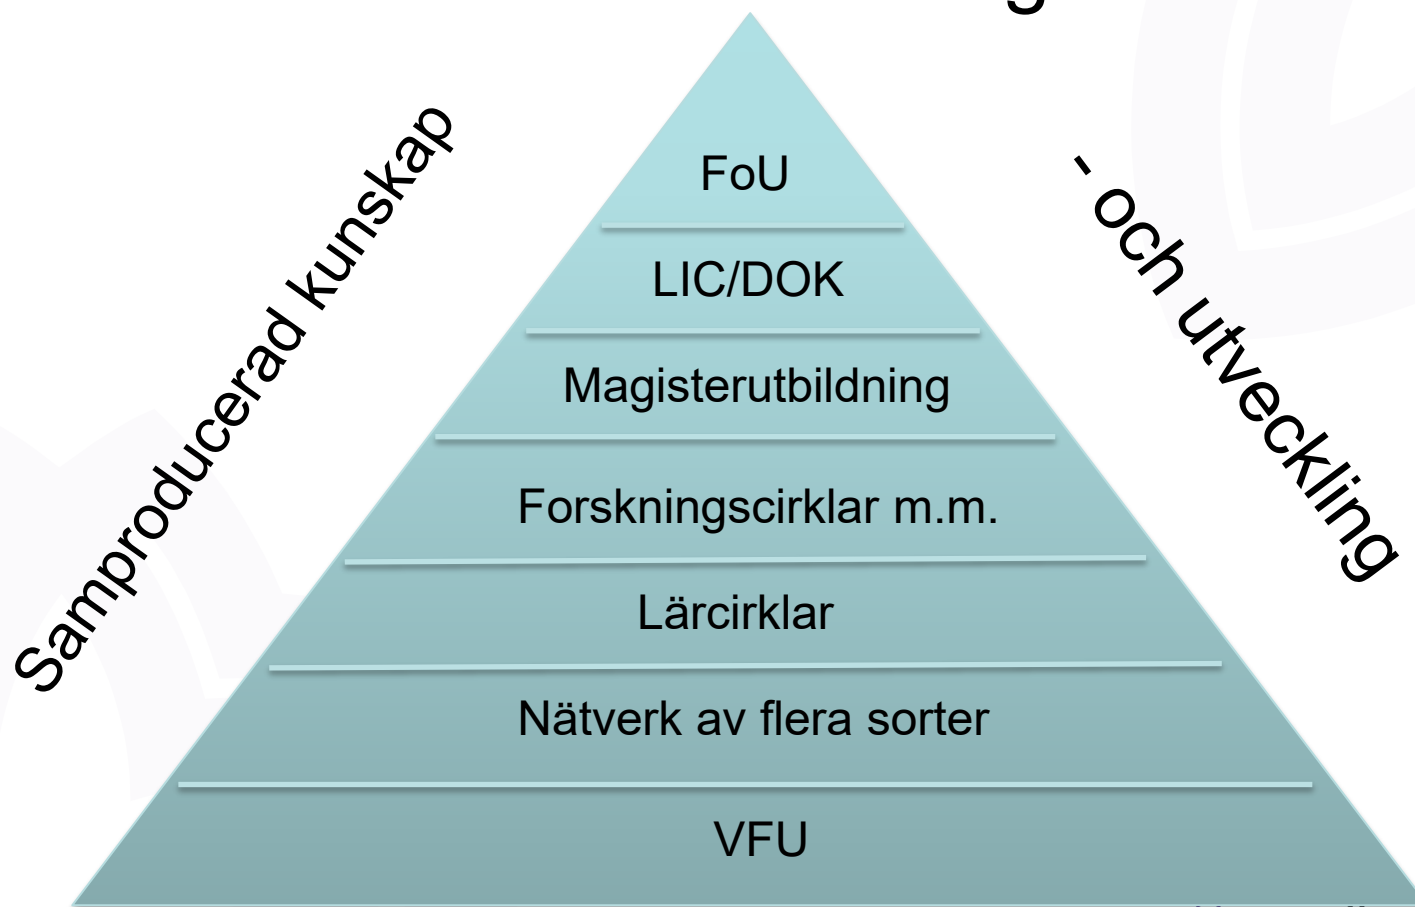 Samproducerad kunskap
- och utveckling
FoU
LIC/DOK
Magisterutbildning
Forskningscirklar m.m.
Lärcirklar
Nätverk av flera sorter
VFU